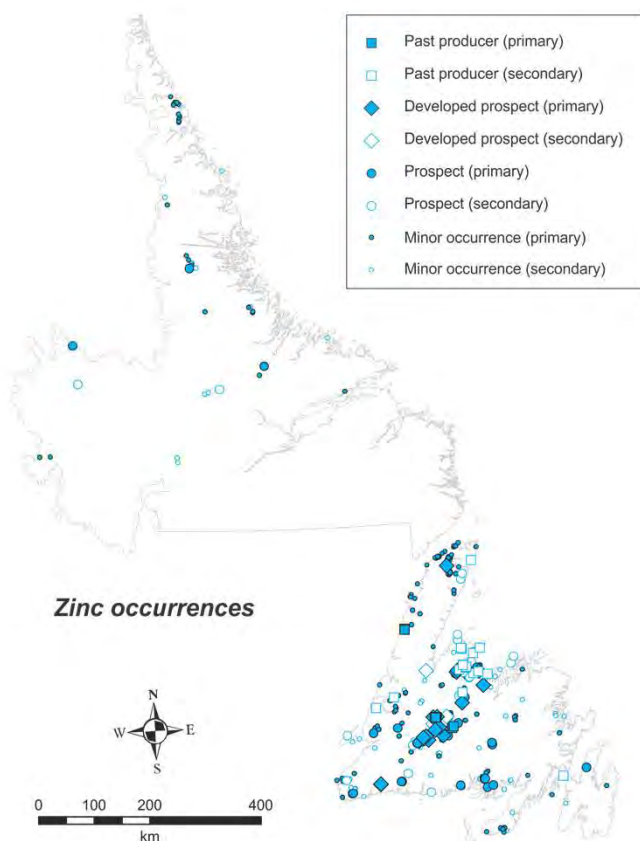 Past producer (primary)
Past producer (secondary)
Developed prospect (primary)
Developed prospect (secondary)
Prospect (primary)
Prospect (secondary)
Minor occurrence (primary)
Minor occurrence (secondary)
Zinc occurrences
N
W E
S
0 100 200 400
km